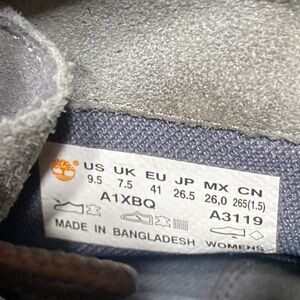 US UK EU JP MX CN
9.5 7.5 41 26.5 26,0 265(1.5)
A1XBQ A3119
MADE IN BANGLADESH WOMENS